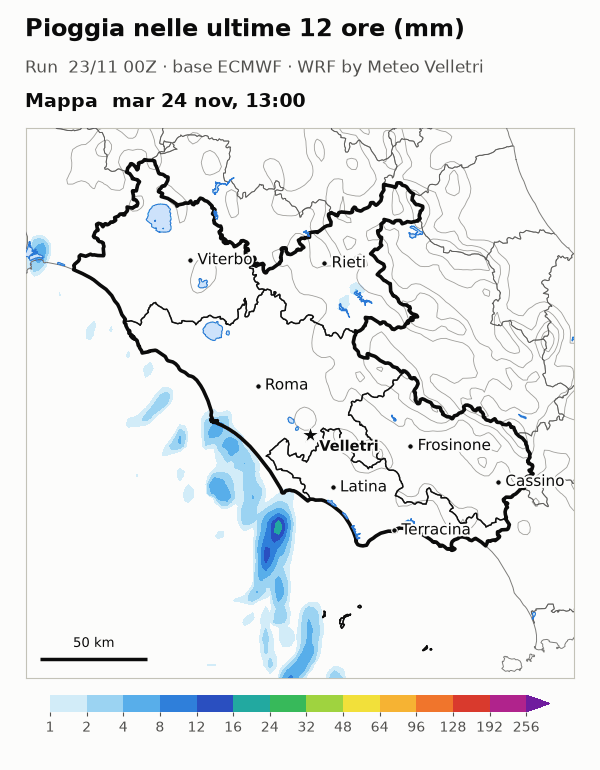 Pioggia nelle ultime 12 ore (mm)
Run  23/11 00Z · base ECMWF · WRF by Meteo Velletri
Mappa  mar 24 nov, 13:00
Viterbo
Rieti
Roma
Velletri
Frosinone
Latina
Cassino
Terracina
50 km
1 2 4 8 12 16 24 32 48 64 96 128 192 256